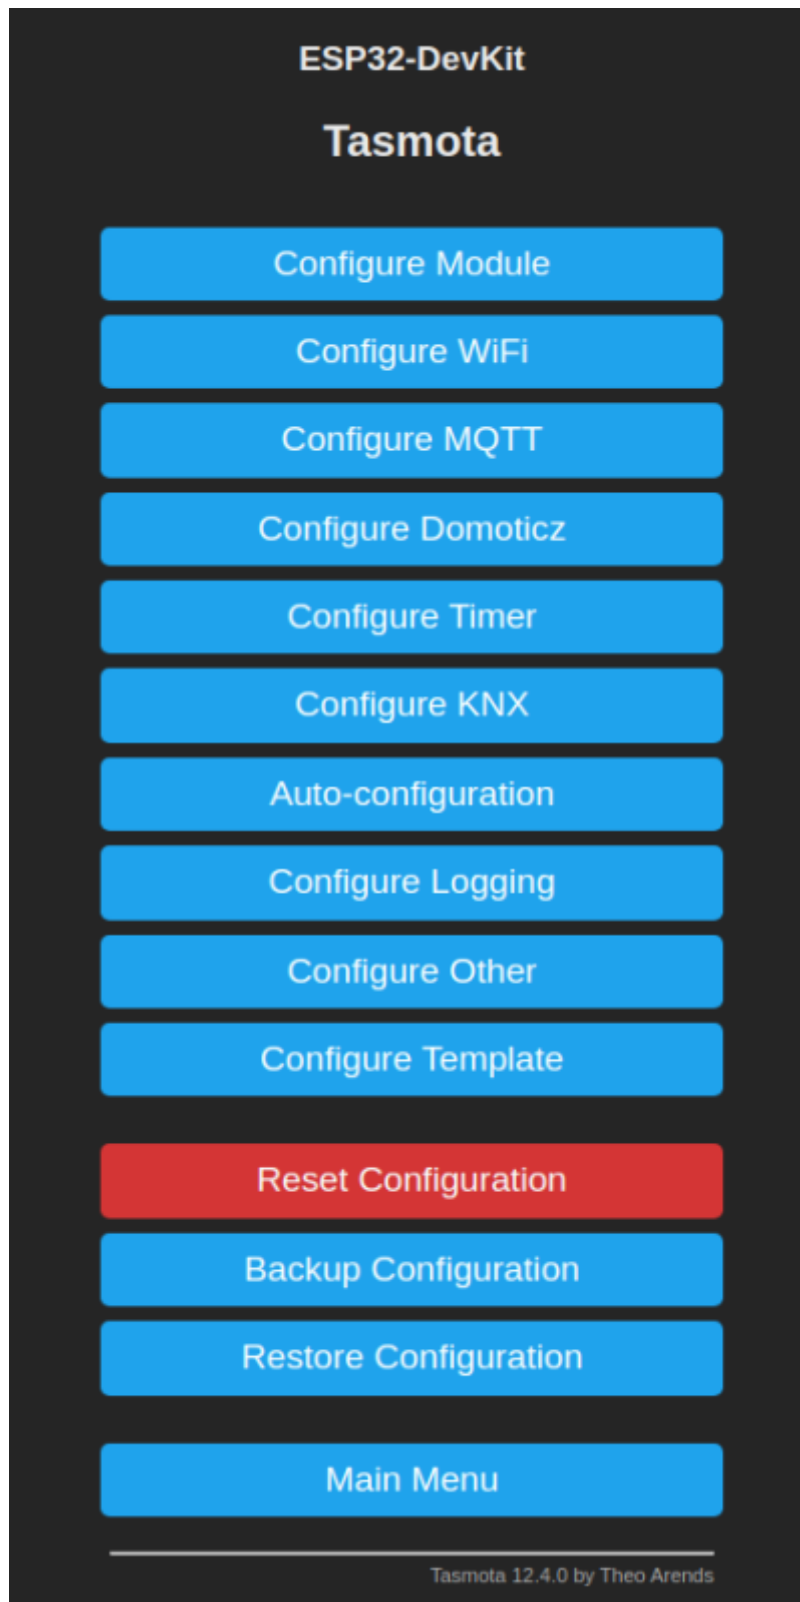 ESP32-DevKit
Tasmota
Configure Module
Configure WiFi
Configure MQTT
Configure Domoticz
Configure Timer
Configure KNX
Auto-configuration
Configure Logging
Configure Other
Configure Template
Reset Configuration
Backup Configuration
Restore Configuration
Main Menu
Tasmota 12.4.0 by Theo Arends